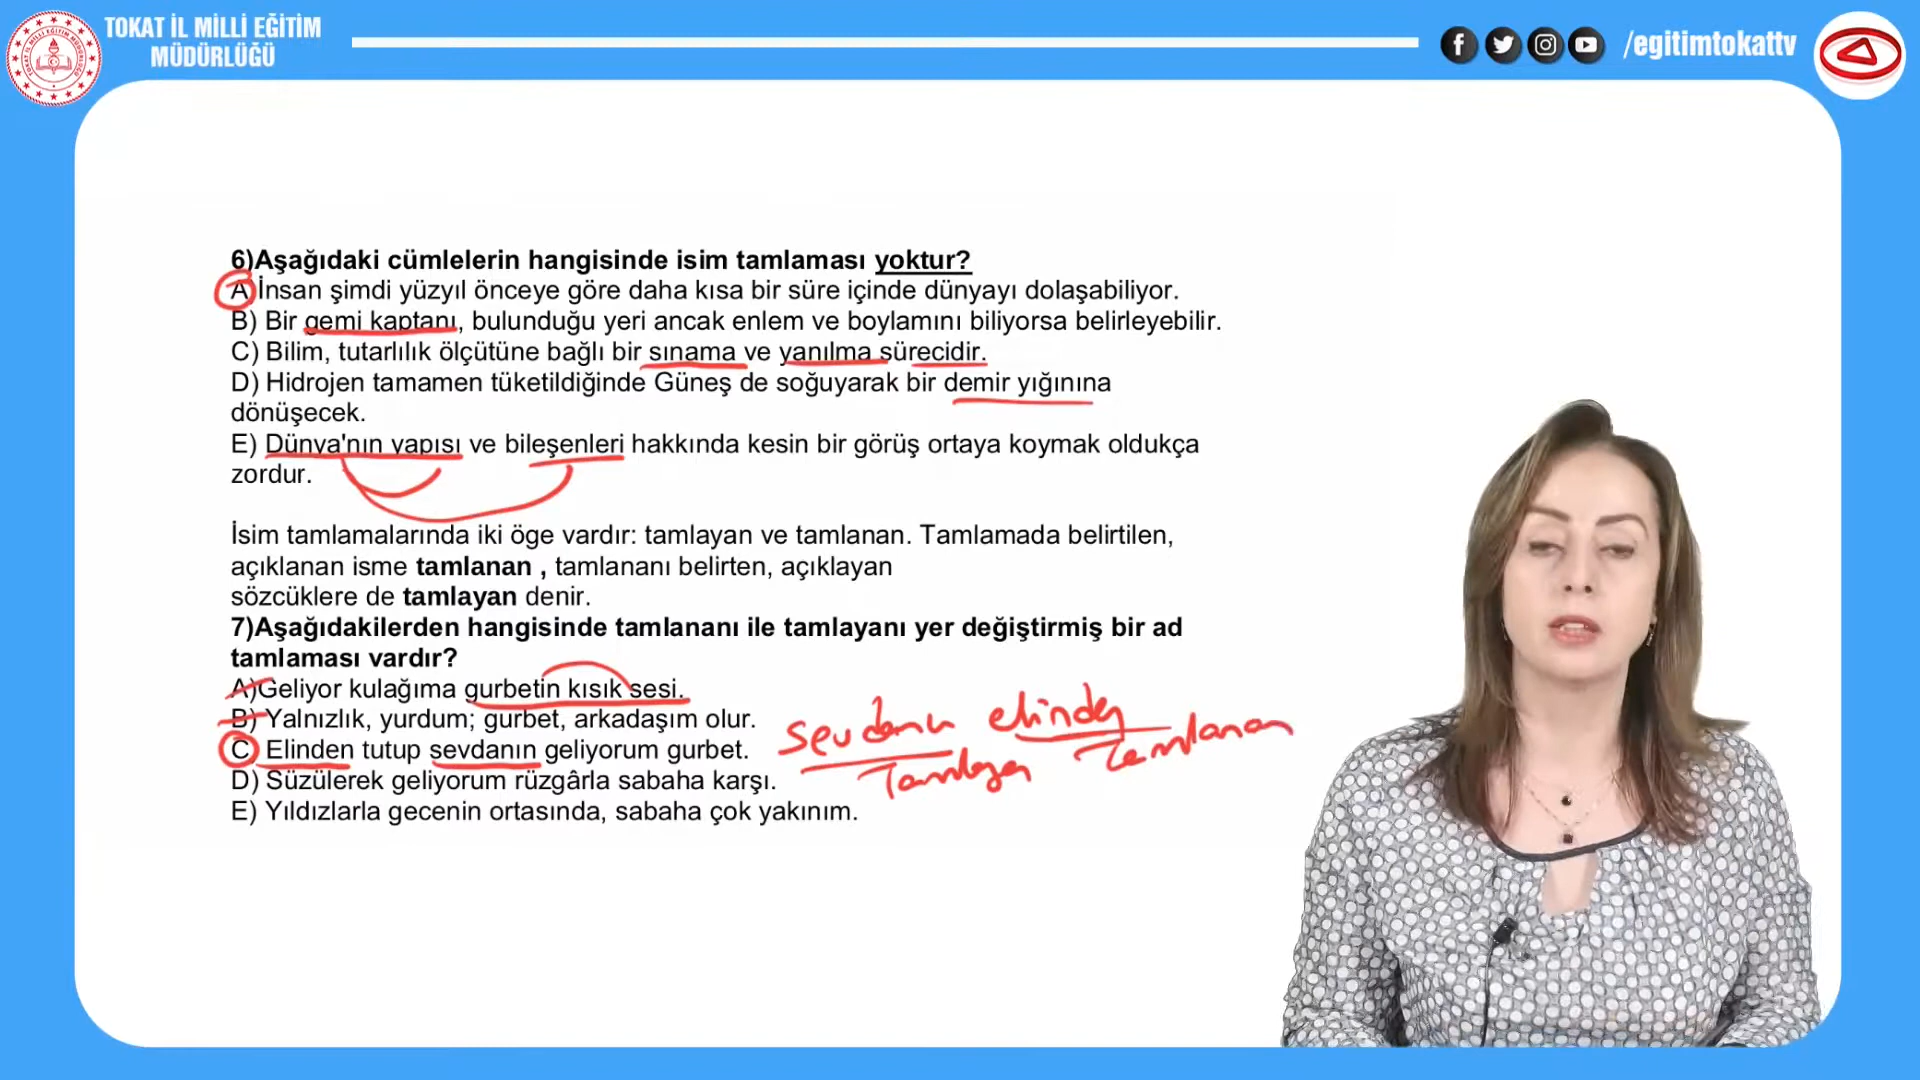 TOKAT İL MİLLİ EĞİTİM
MÜDÜRLÜĞÜ
/egitimtokattv
6)Aşağıdaki cümlelerin hangisinde isim tamlaması yoktur?
A İnsan şimdi yüzyıl önceye göre daha kısa bir süre içinde dünyayı dolaşabiliyor.
B) Bir gemi kaptanı, bulunduğu yeri ancak enlem ve boylamını biliyorsa belirleyebilir.
C) Bilim, tutarlılık ölçütüne bağlı bir sınama ve yanılma sürecidir.
D) Hidrojen tamamen tüketildiğinde Güneş de soğuyarak bir demir yığınına
dönüşecek.
E) Dünya'nın yapısı ve bileşenleri hakkında kesin bir görüş ortaya koymak oldukça
zordur.
İsim tamlamalarında iki öge vardır: tamlayan ve tamlanan. Tamlamada belirtilen,
açıklanan isme tamlanan , tamlananı belirten, açıklayan
sözcüklere de tamlayan denir.
7)Aşağıdakilerden hangisinde tamlananı ile tamlayanı yer değiştirmiş bir ad
tamlaması vardır?
A)Geliyor kulağıma gurbetin kısık sesi.
B) Yalnızlık, yurdum; gurbet, arkadaşım olur.
C Elinden tutup sevdanın geliyorum gurbet.
D) Süzülerek geliyorum rüzgârla sabaha karşı.
E) Yıldızlarla gecenin ortasında, sabaha çok yakınım.
elinden
Tamlayan Tamlanan